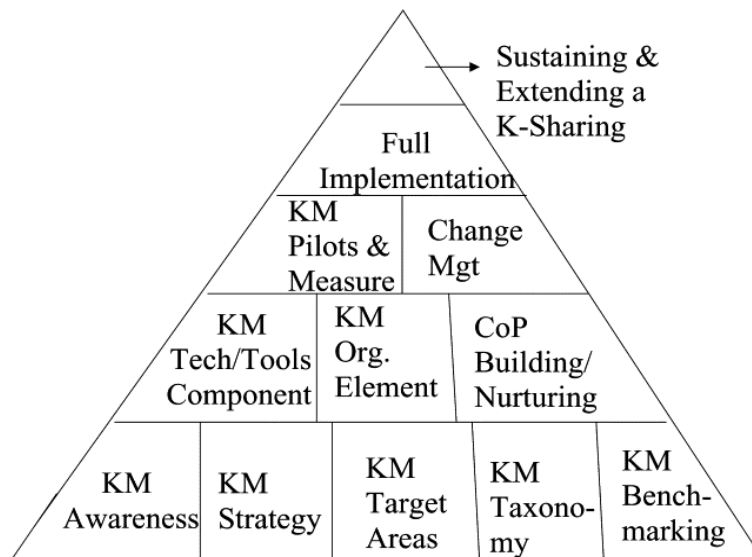 Sustaining &
Extending a
K-Sharing
Full
Implementation
KM
Pilots &
Measure
Change
Mgt
KM
Tech/Tools
Component
KM
Org.
Element
CoP
Building/
Nurturing
KM
Awareness
KM
Strategy
KM
Target
Areas
KM
Taxono-
my
KM
Bench-
marking